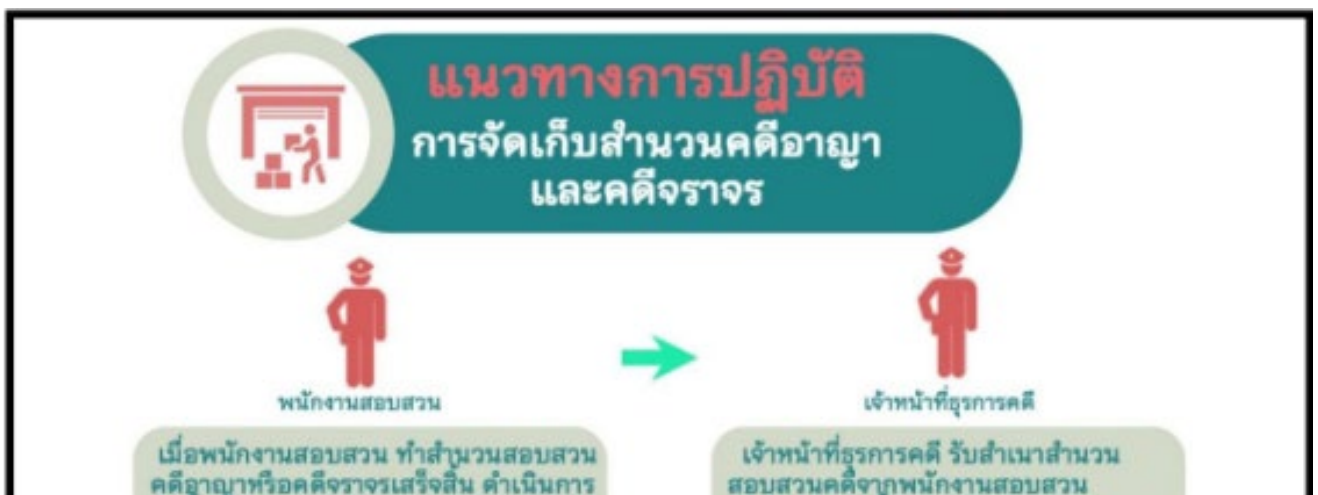 แนวทางการปฏิบัติ
การจัดเก็บสำนวนคดีอาญา
และคดีจราจร
พนักงานสอบสวน
เจ้าหน้าที่ธุรการคดี
เมื่อพนักงานสอบสวน ทำสำนวนสอบสวน
คดีอาญาหรือคดีจราจรเสร็จสิ้น ดำเนินการ
เจ้าหน้าที่ธุรการคดี รับสำเนาสำนวน
สอบสวนคดีจากพนักงานสอบสวน